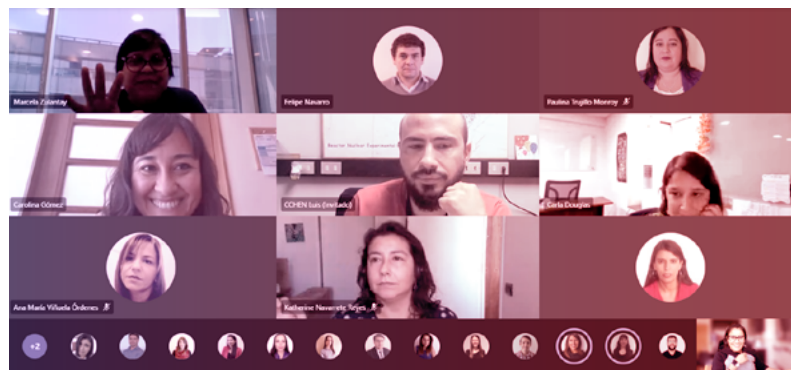 Marcela Zulantay
Felipe Navarro
Paulina Trujillo Monroy
Carolina Gómez
COHEN Luis (Invitado)
Carla Douglas
Ana María Viñuela Órdenes
Katherine Navarrete Reyes
+2